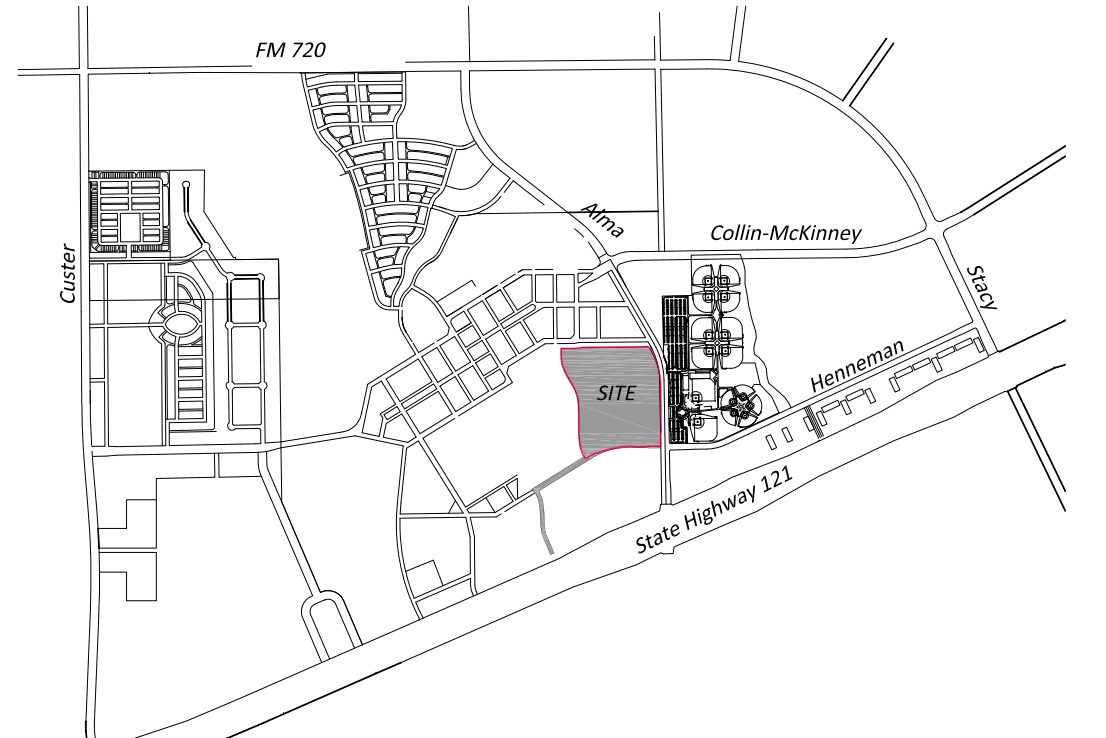 FM 720
Alma
Collin-McKinney
Custer
Stacy
Henneman
SITE
State Highway 121